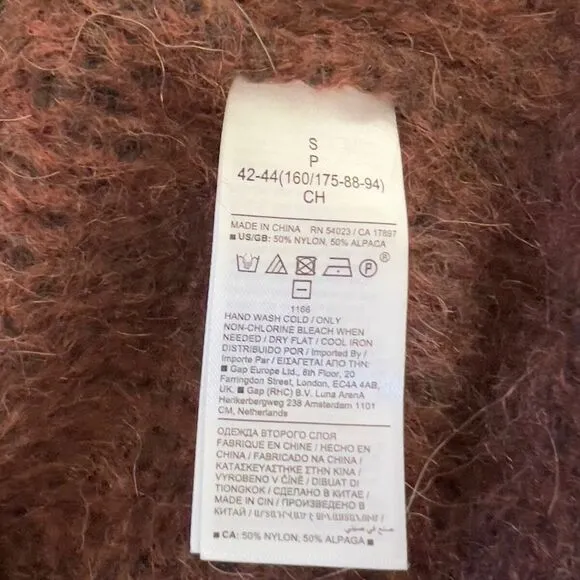 S
P
42-44(160/175-88-94)
CH
MADE IN CHINA RN 54023 / CA 17897
■ US/GB: 50% NYLON, 50% ALPAGA
P ®
1166
HAND WASH COLD / ONLY
NON-CHLORINE BLEACH WHEN
NEEDED / DRY FLAT / COOL IRON
DISTRIBUIDO POR / Imported By /
Importe Par / ΕΙΣΑΓΕΤΑΙ ΑΠΟ ΤΗΝ:
■ Gap Europe Ltd., 8th Floor, 20
Farringdon Street, London, EC4A 4AB,
UK. ■ Gap (RHC) B.V. Luna ArenA
Herikerbergweg 238 Amsterdam 1101
CM, Netherlands
ОДЕЖДА ВТОРОГО СЛОЯ
FABRIQUE EN CHINE / HECHO EN
CHINA / FABRICADO NA CHINA /
ΚΑΤΑΣΚΕΥΑΣΤΗΚΕ ΣΤΗΝ ΚΙΝΑ /
VYROBENO V ČÍNĚ / DIBUAT DI
TIONGKOK / СДЕЛАНО В КИТАЕ /
MADE IN CIN / ПРОИЗВЕДЕНО В
КИТАЙ /
صنع في صيني
■ CA: 50% NYLON, 50% ALPAGA ■